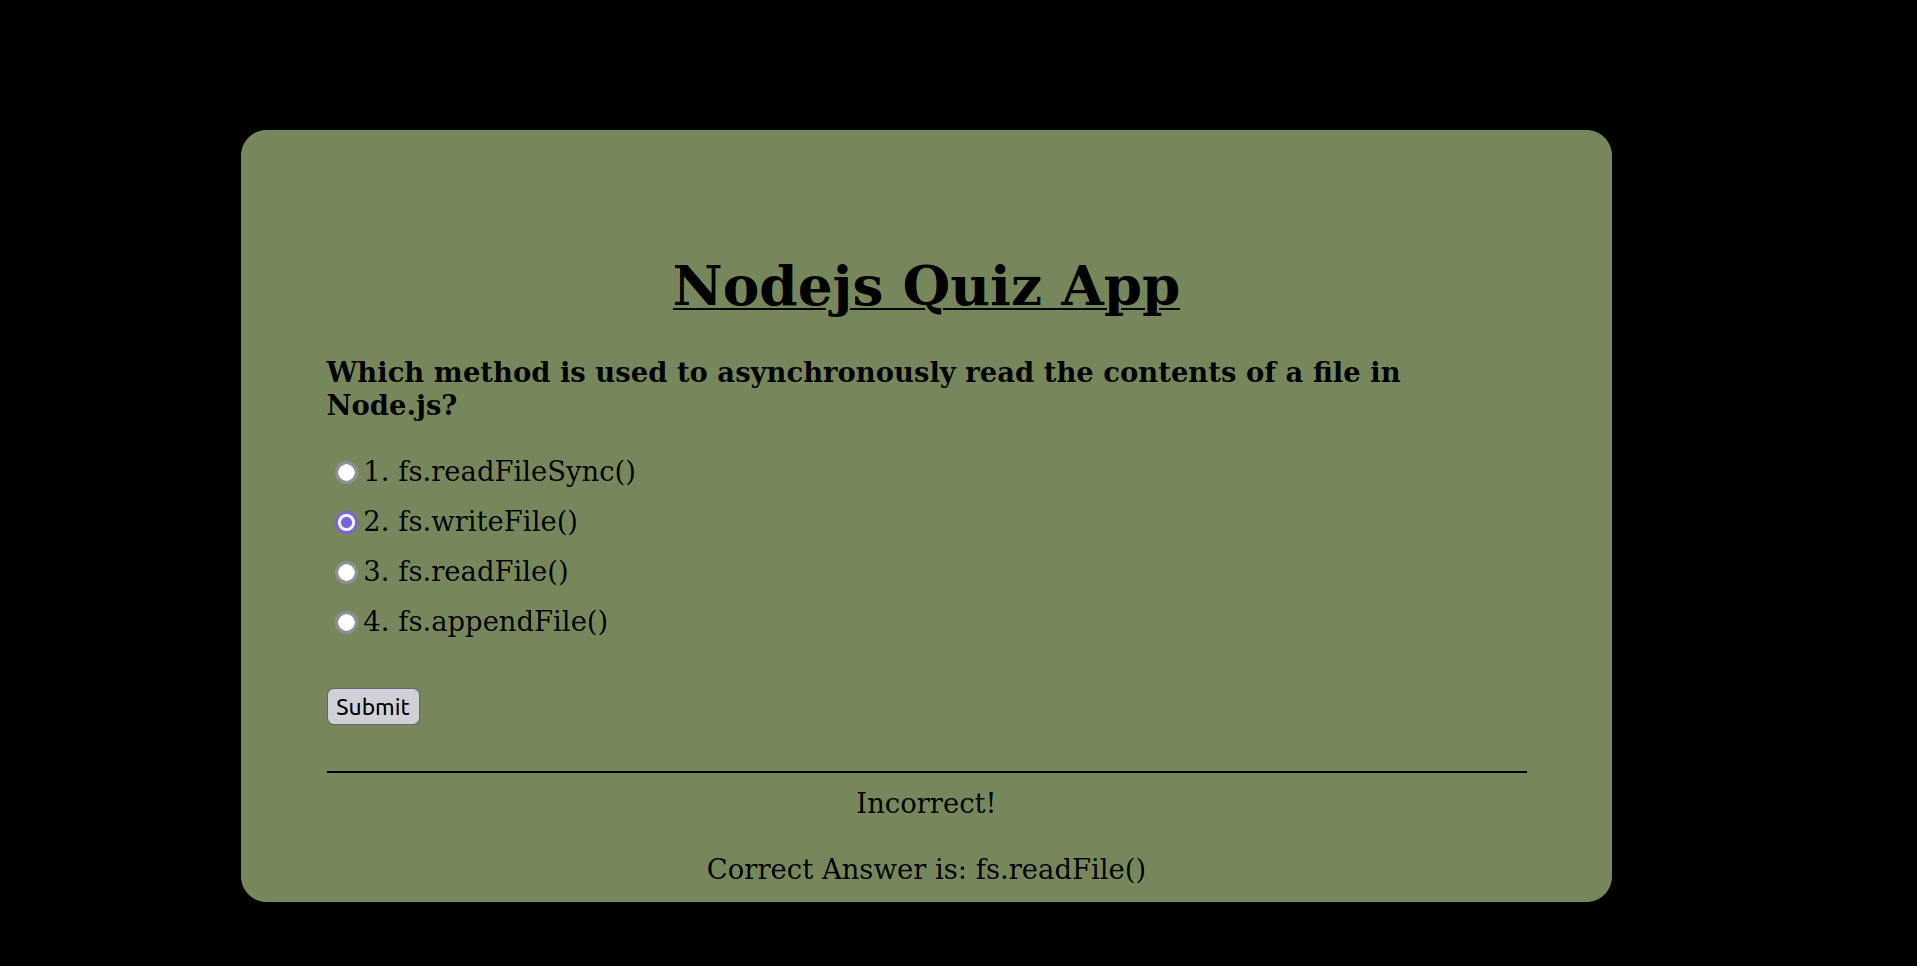 Nodejs Quiz App
Which method is used to asynchronously read the contents of a file in
Node.js?
1. fs.readFileSync()
2. fs.writeFile()
3. fs.readFile()
4. fs.appendFile()
Submit
Incorrect!
Correct Answer is: fs.readFile()